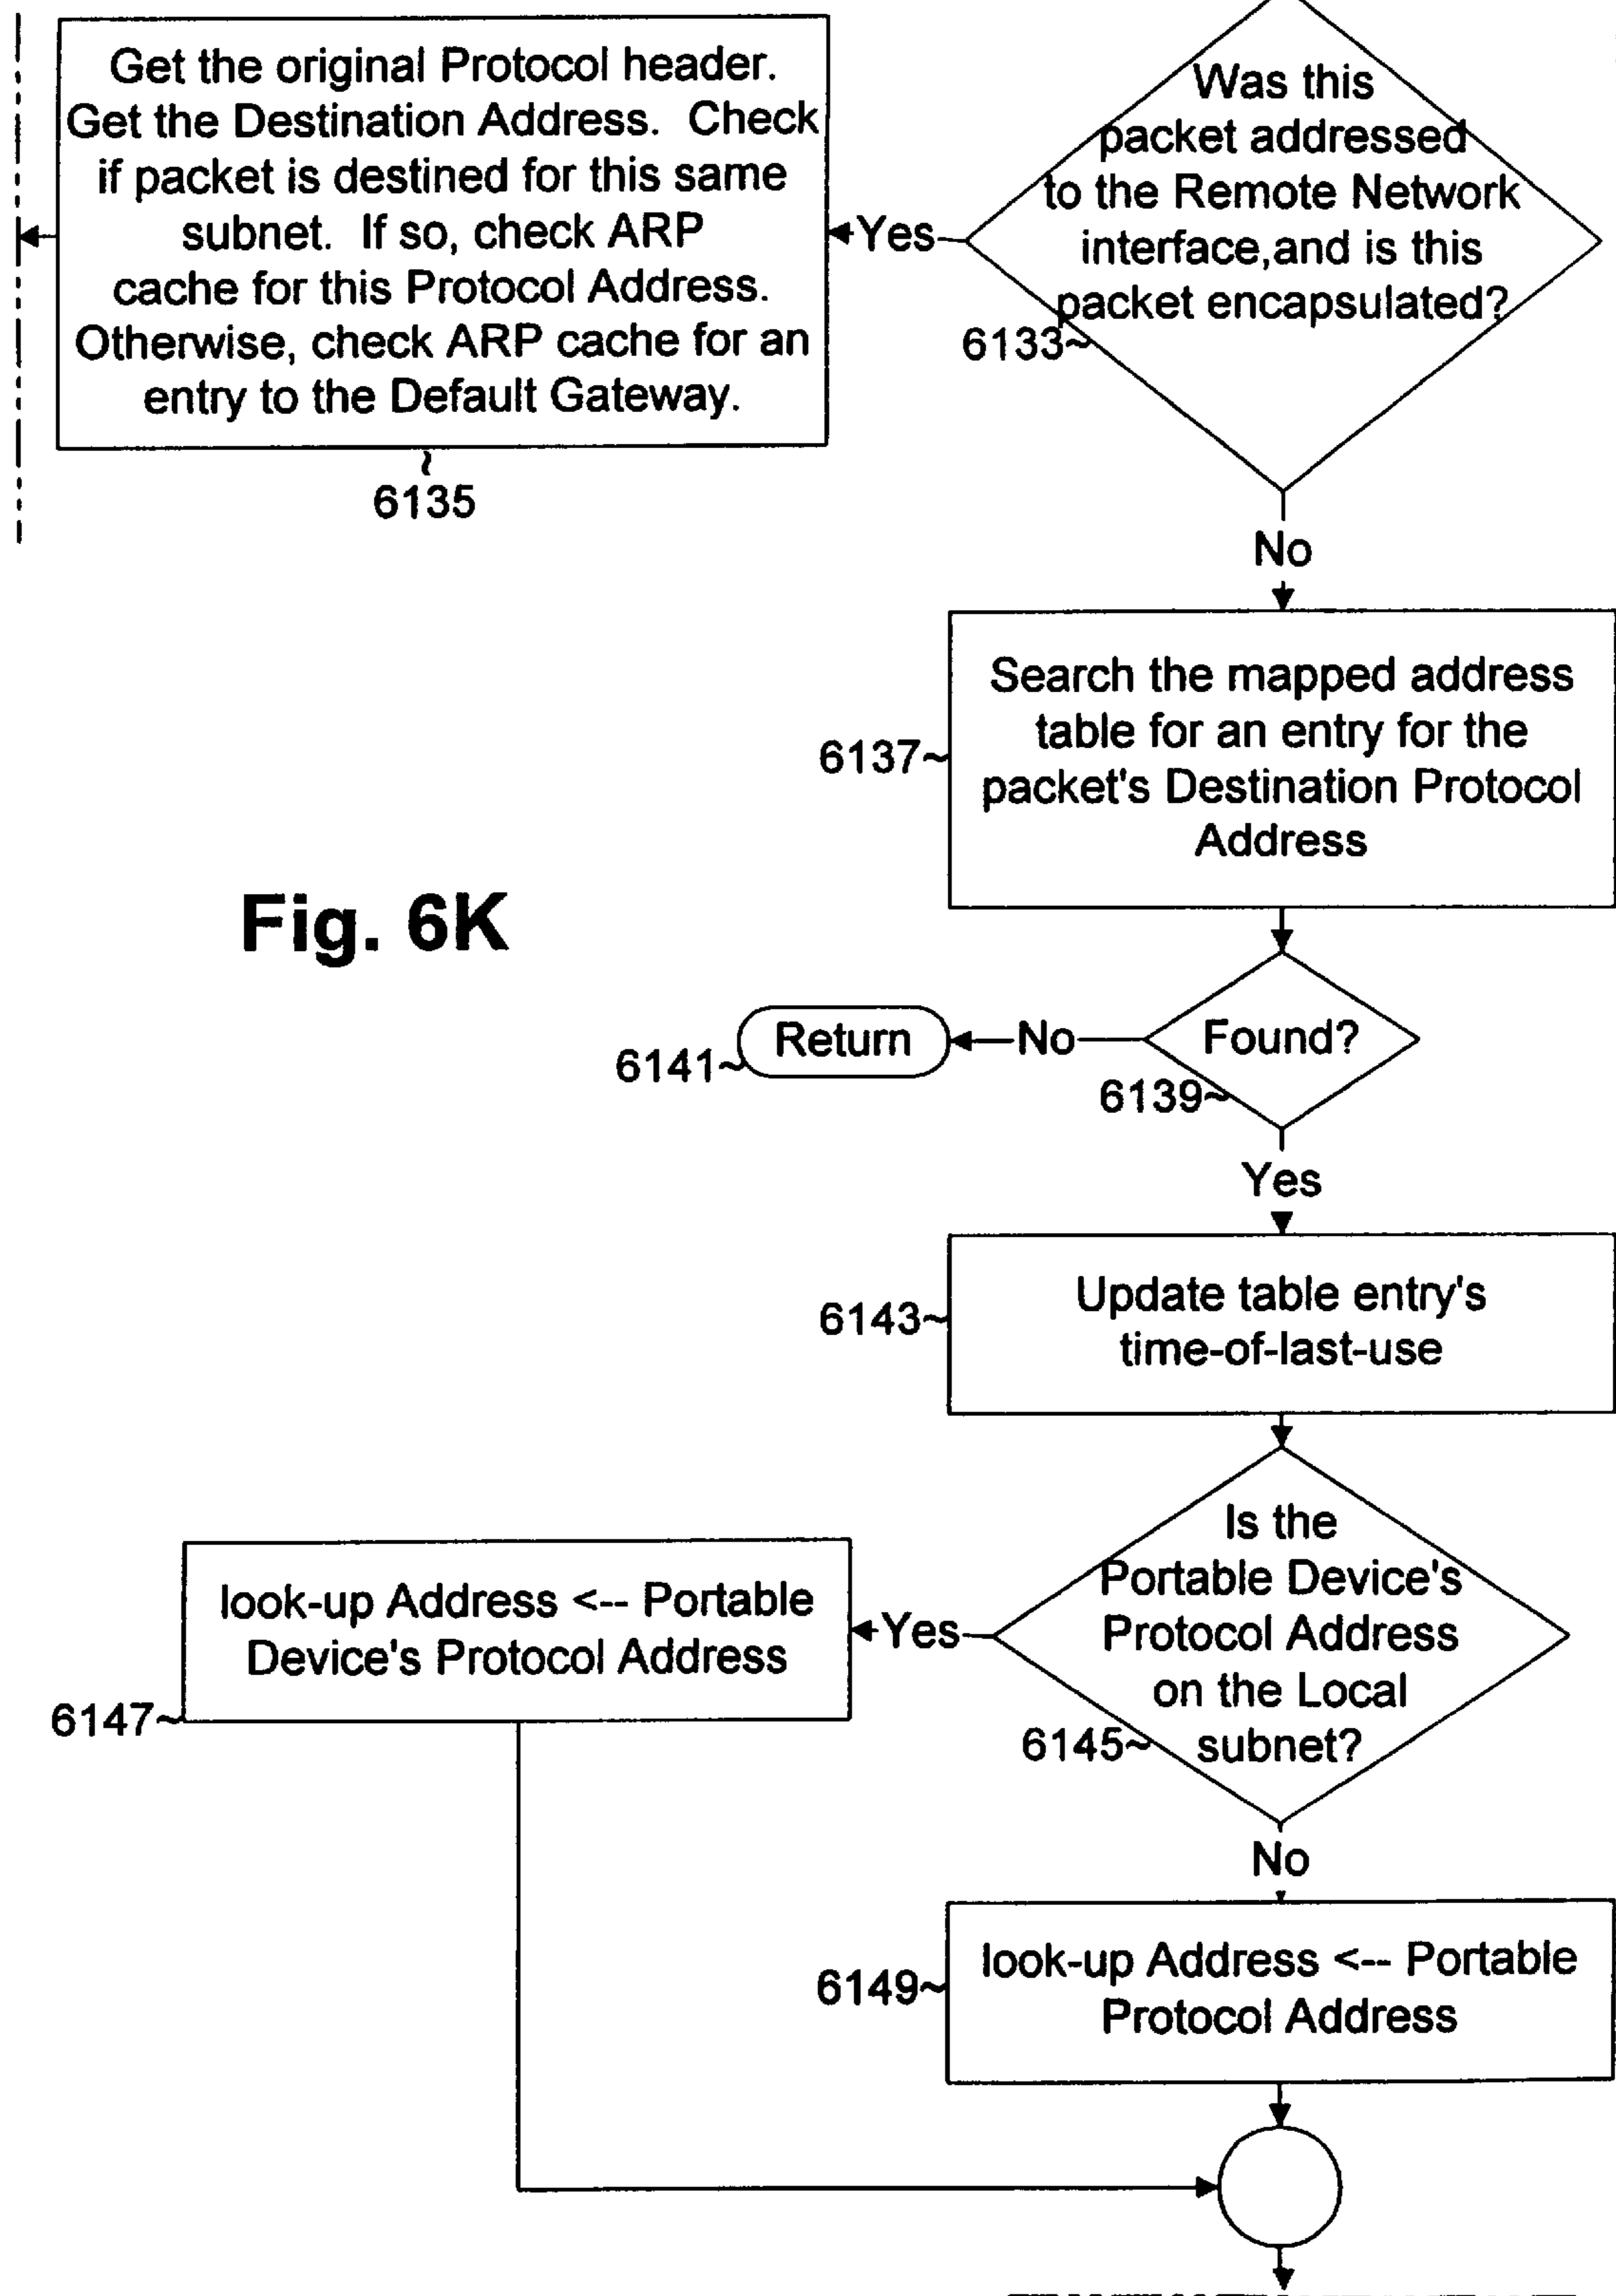 Get the original Protocol header.
Get the Destination Address. Check
if packet is destined for this same
subnet. If so, check ARP
cache for this Protocol Address.
Otherwise, check ARP cache for an
entry to the Default Gateway.
6135
Yes
Was this
packet addressed
to the Remote Network
interface,and is this
packet encapsulated?
6133~
No
Search the mapped address
table for an entry for the
packet's Destination Protocol
Address
6137~
Fig. 6K
Found?
6139~
No
Return
6141~
Yes
Update table entry's
time-of-last-use
6143~
Is the
Portable Device's
Protocol Address
on the Local
subnet?
6145~
Yes
look-up Address <-- Portable
Device's Protocol Address
6147~
No
look-up Address <-- Portable
Protocol Address
6149~